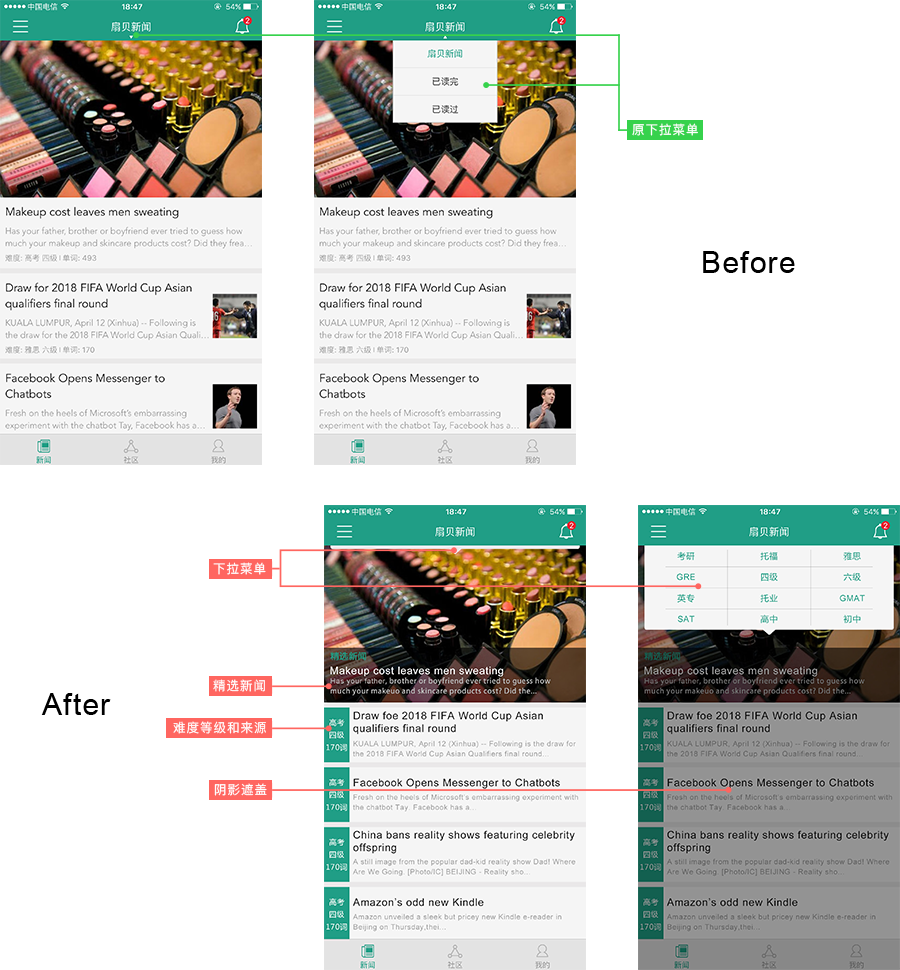 中国电信 18:47 54%
扇贝新闻 2
Makeup cost leaves men sweating
Has your father, brother or boyfriend ever tried to guess how
much your makeup and skincare products cost? Did they frea...
难度: 高考 四级 | 单词: 493
Draw for 2018 FIFA World Cup Asian
qualifiers final round
KUALA LUMPUR, April 12 (Xinhua) -- Following is
the draw for the 2018 FIFA World Cup Asian Quali...
难度: 雅思 六级 | 单词: 170
Facebook Opens Messenger to
Chatbots
Fresh on the heels of Microsoft's embarrassing
experiment with the chatbot Tay, Facebook has a...
新闻 社区 我的
中国电信 18:47 54%
扇贝新闻 2
扇贝新闻
已读完
已读过
Makeup cost leaves men sweating
Has your father, brother or boyfriend ever tried to guess how
much your makeup and skincare products cost? Did they frea...
难度: 高考 四级 | 单词: 493
Draw for 2018 FIFA World Cup Asian
qualifiers final round
KUALA LUMPUR, April 12 (Xinhua) -- Following is
the draw for the 2018 FIFA World Cup Asian Quali...
难度: 雅思 六级 | 单词: 170
Facebook Opens Messenger to
Chatbots
Fresh on the heels of Microsoft's embarrassing
experiment with the chatbot Tay, Facebook has a...
新闻 社区 我的
原下拉菜单
Before
After
下拉菜单
精选新闻
难度等级和来源
阴影遮盖
中国电信 18:47 54%
扇贝新闻 2
精选新闻
Makeup cost leaves men sweating
Has your father, brother or boyfriend ever tried to guess how
much your makeuo and skincare products cost? Did the...
高考
四级
170词
Draw foe 2018 FIFA World Cup Asian
qualifiers final round
KUALA LUMPUR, April 12 (Xinhua) -- Following is the draw for
the 2018 FIFA World Cup Asian Qualifiers final round...
高考
四级
170词
Facebook Opens Messenger to Chatbots
Fresh on the heels of Microsoft's embarrassing experiment with
the chatbot Tay. Facebook has a...
高考
四级
170词
China bans reality shows featuring celebrity
offspring
A still image from the popular dad-kid reality show Dad! Where
Are We Going. [Photo/IC] BEIJING - Reality sho..
高考
四级
170词
Amazon's odd new Kindle
Amazon unveiled a sleek but pricey new Kindle e-reader in
Beijing on Thursday,thei...
新闻 社区 我的
中国电信 18:47 54%
扇贝新闻 2
考研 托福 雅思
GRE 四级 六级
英专 托业 GMAT
SAT 高中 初中
精选新闻
Makeup cost leaves men sweating
Has your father, brother or boyfriend ever tried to guess how
much your makeuo and skincare products cost? Did the...
高考
四级
170词
Draw foe 2018 FIFA World Cup Asian
qualifiers final round
KUALA LUMPUR, April 12 (Xinhua) -- Following is the draw for
the 2018 FIFA World Cup Asian Qualifiers final round...
高考
四级
170词
Facebook Opens Messenger to Chatbots
Fresh on the heels of Microsoft's embarrassing experiment with
the chatbot Tay. Facebook has a...
高考
四级
170词
China bans reality shows featuring celebrity
offspring
A still image from the popular dad-kid reality show Dad! Where
Are We Going. [Photo/IC] BEIJING - Reality sho..
高考
四级
170词
Amazon's odd new Kindle
Amazon unveiled a sleek but pricey new Kindle e-reader in
Beijing on Thursday,thei...
新闻 社区 我的